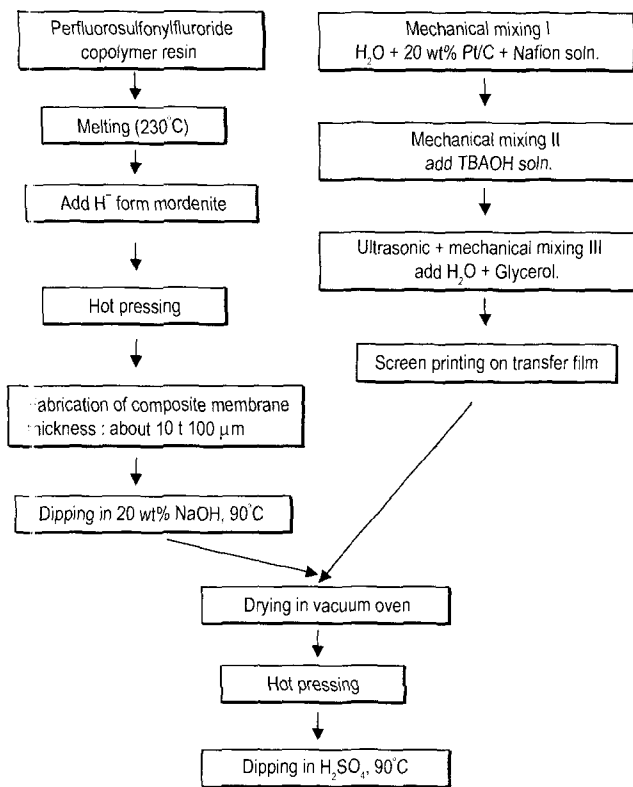 Perfluorosulfonylfluroride
copolymer resin
Melting (230°C)
Add H⁻ form mordenite
Hot pressing
abrication of composite membrane
hickness : about 10 t 100 μm
Dipping in 20 wt% NaOH, 90°C
Mechanical mixing I
H₂O + 20 wt% Pt/C + Nafion soln.
Mechanical mixing II
add TBAOH soln.
Ultrasonic + mechanical mixing III
add H₂O + Glycerol.
Screen printing on transfer film
Drying in vacuum oven
Hot pressing
Dipping in H₂SO₄, 90°C